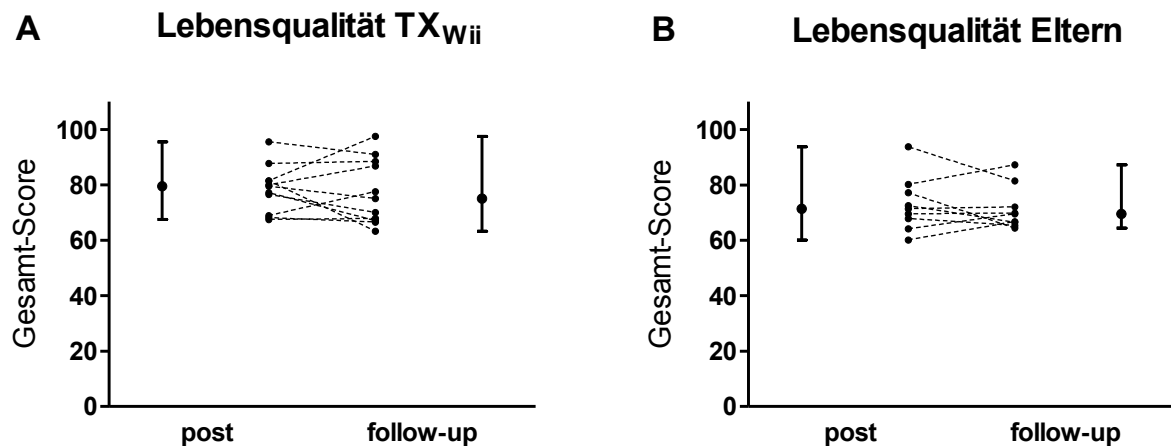 A
Lebensqualität TXWii
Gesamt-Score
100
80
60
40
20
0
post
follow-up
B
Lebensqualität Eltern
Gesamt-Score
100
80
60
40
20
0
post
follow-up